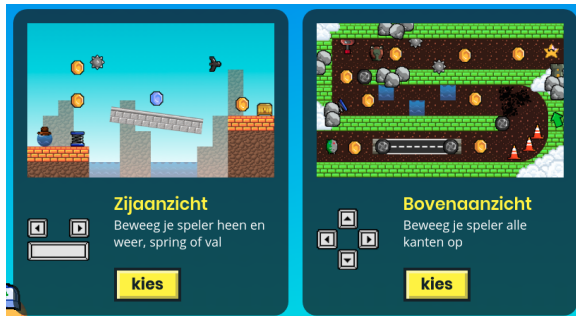 Zijaanzicht
Beweeg je speler heen en
weer, spring of val
kies
Bovenaanzicht
Beweeg je speler alle
kanten op
kies